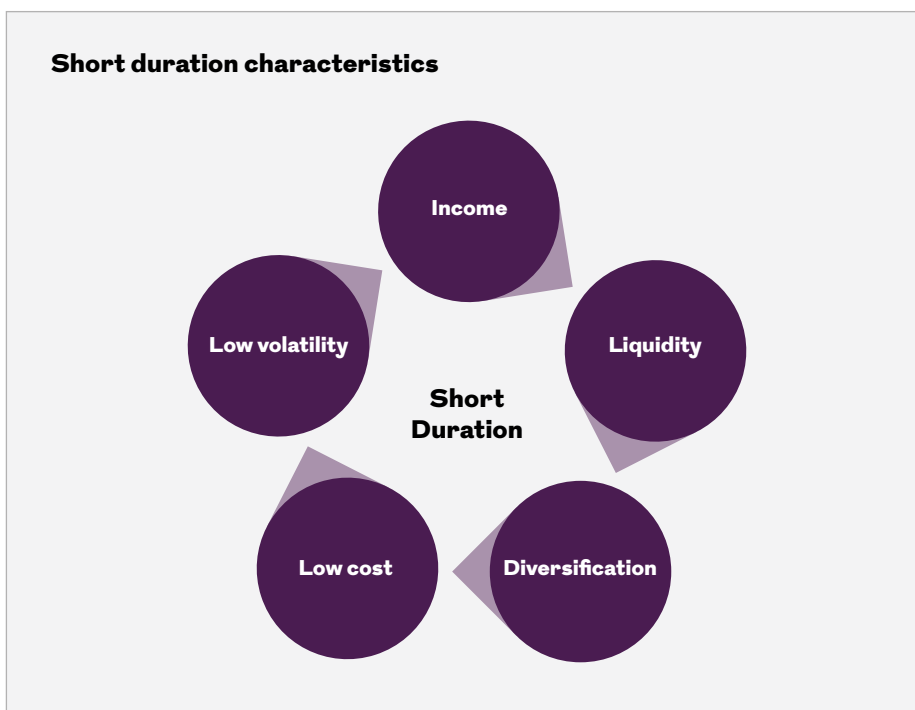 Short duration characteristics
Income
Low volatility
Liquidity
Short
Duration
Low cost
Diversification